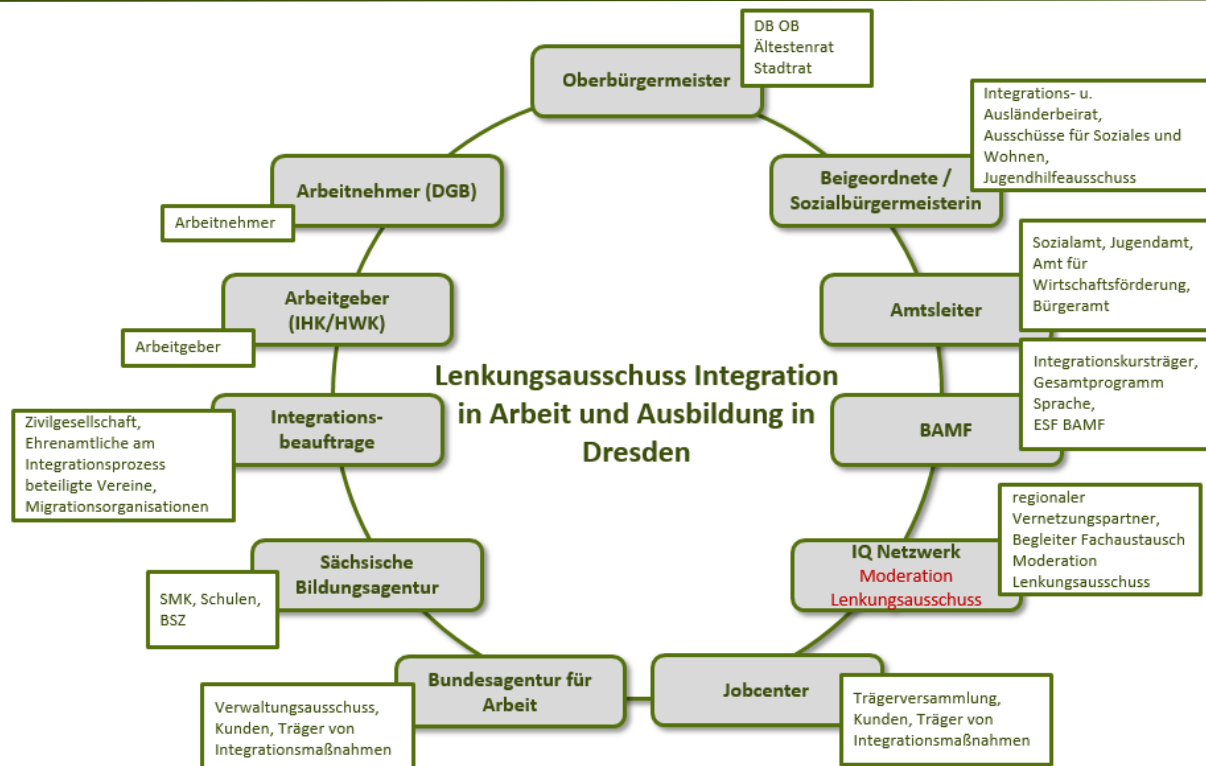 DB OB
Ältestenrat
Stadtrat
Oberbürgermeister
Integrations- u.
Ausländerbeirat,
Ausschüsse für Soziales und
Wohnen,
Jugendhilfeausschuss
Beigeordnete /
Sozialbürgermeisterin
Sozialamt, Jugendamt,
Amt für
Wirtschaftsförderung,
Bürgeramt
Amtsleiter
Integrationskursträger,
Gesamtprogramm
Sprache,
ESF BAMF
BAMF
regionaler
Vernetzungspartner,
Begleiter Fachaustausch
Moderation
Lenkungsausschuss
IQ Netzwerk
Moderation
Lenkungsausschuss
Jobcenter
Trägerversammlung,
Kunden, Träger von
Integrationsmaßnahmen
Bundesagentur für
Arbeit
Verwaltungsausschuss,
Kunden, Träger von
Integrationsmaßnahmen
Sächsische
Bildungsagentur
SMK, Schulen,
BSZ
Integrations-
beauftrage
Zivilgesellschaft,
Ehrenamtliche am
Integrationsprozess
beteiligte Vereine,
Migrationsorganisationen
Arbeitgeber
(IHK/HWK)
Arbeitgeber
Arbeitnehmer (DGB)
Arbeitnehmer
Lenkungsausschuss Integration
in Arbeit und Ausbildung in
Dresden